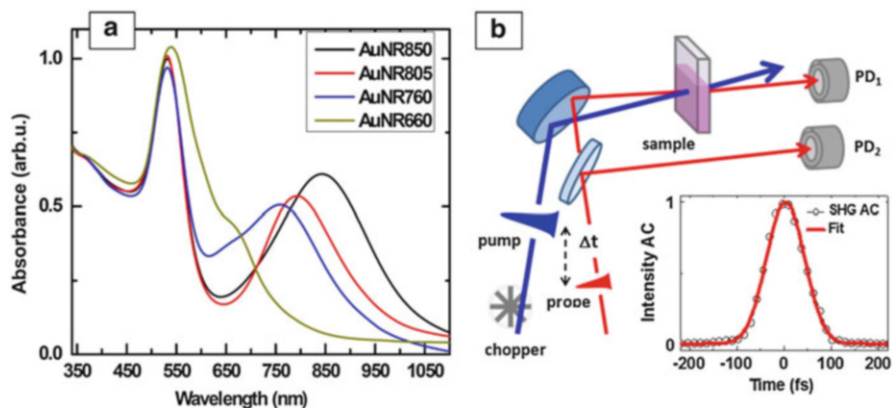 a
AuNR850
AuNR805
AuNR760
AuNR660
Absorbance (arb.u.)
1.0
0.5
0.0
350 450 550 650 750 850 950 1050
Wavelength (nm)
b
PD1
PD2
sample
pump
Δt
prope
chopper
SHG AC
Fit
Intensity AC
1
0
-200 -100 0 100 200
Time (fs)